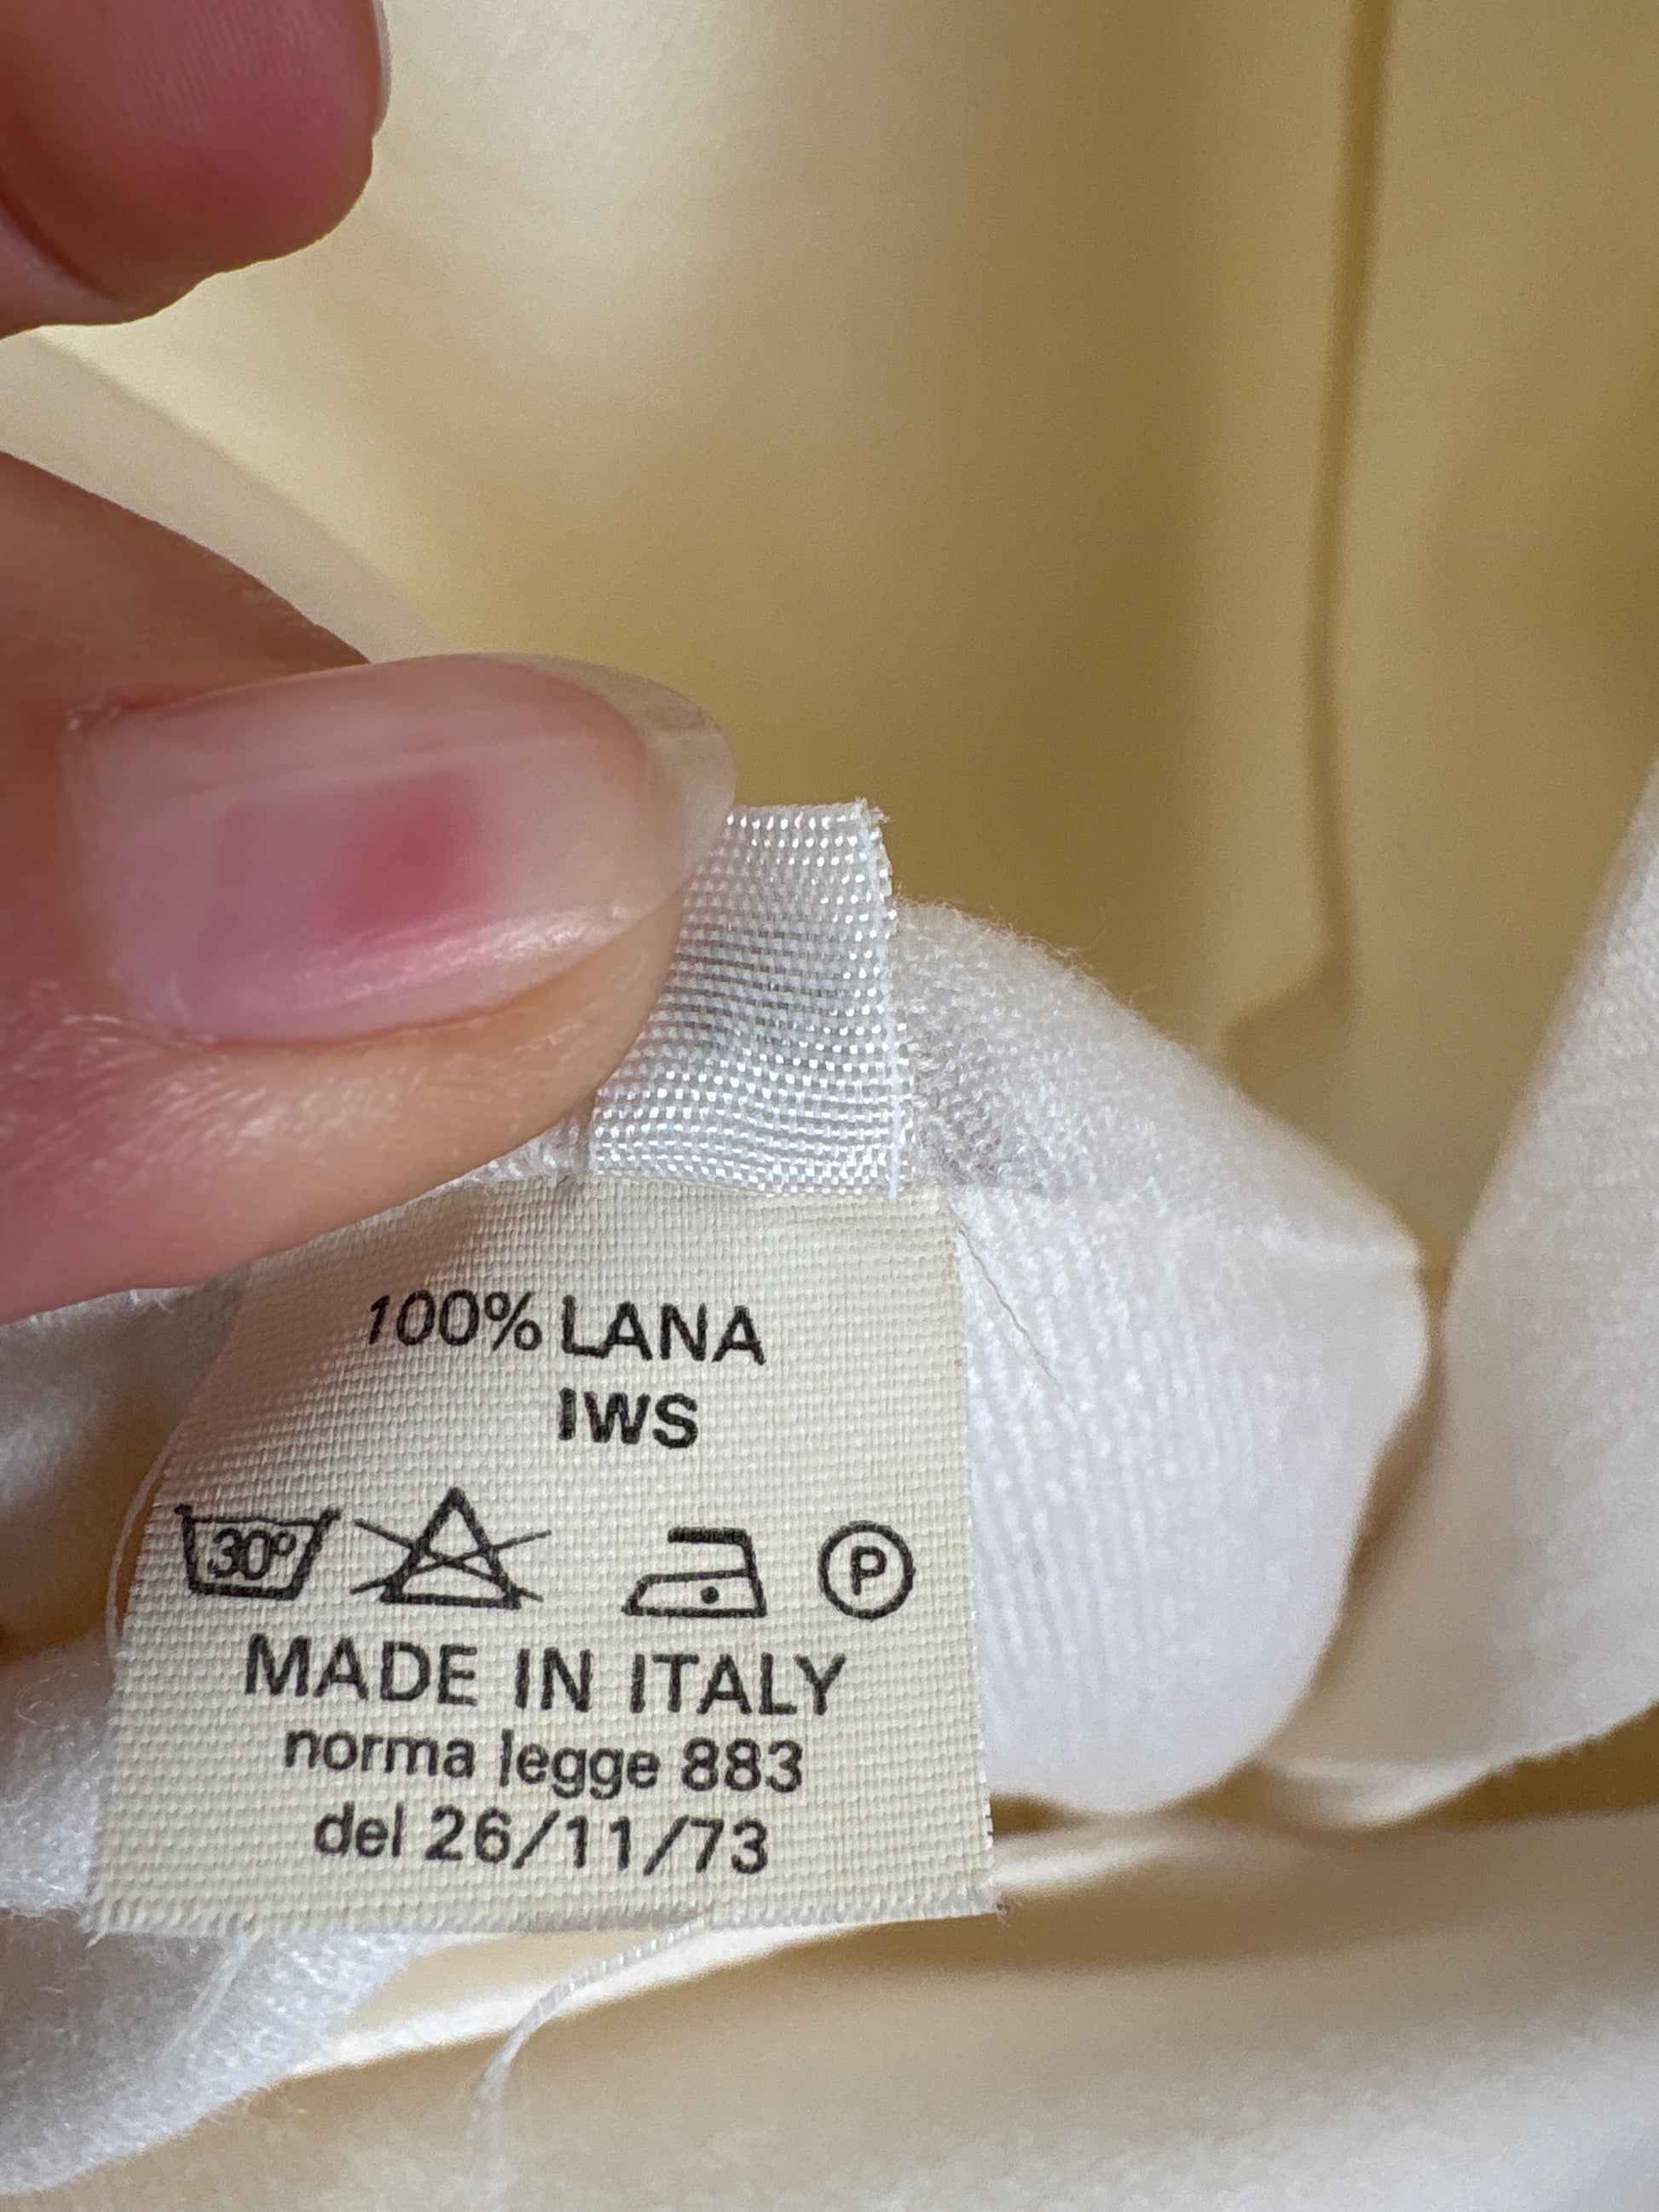 100% LANA
IWS
30° P
MADE IN ITALY
norma legge 883
del 26/11/73